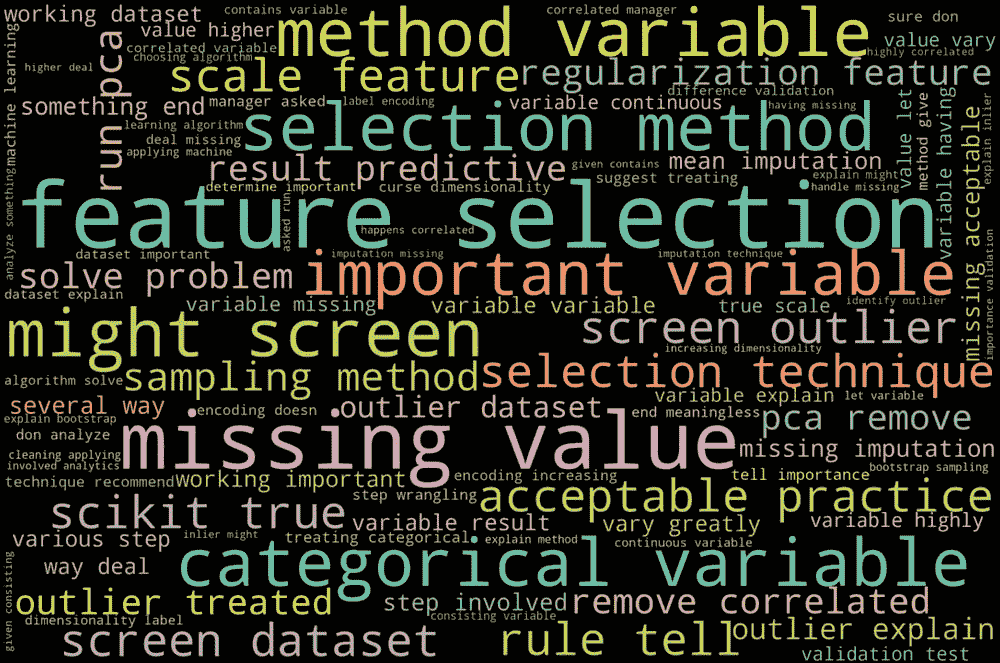 working dataset
contains variable
correlated manager
sure don
value higher
method variable
value vary
correlated variable
choosing algorithm
highly correlated
higher deal
scale feature
regularization feature
difference validation
something end
manager asked
label encoding
variable continuous
having missing
learning algorithm
deal missing
applying machine
selection method
run pca
analyze something
machine learning
value let
method give
variable having
missing acceptable
explain inlier
result predictive
given contains
mean imputation
explain might
suggest treating
handle missing
determine important
curse dimensionality
feature selection
asked run
happens correlated
dataset important
imputation missing
imputation technique
importance validation
solve problem
important variable
dataset explain
variable missing
variable variable
true scale
identify outlier
might screen
screen outlier
increasing dimensionality
algorithm solve
sampling method
selection technique
variable explain
let variable
several way
encoding doesn
outlier dataset
end meaningless
pca remove
explain bootstrap
don analyze
missing value
missing imputation
cleaning applying
involved analytics
bootstrap sampling
technique recommend
working important
encoding increasing
tell importance
step wrangling
acceptable practice
scikit true
variable result
vary greatly
variable highly
various step
inlier might
treating categorical
explain method
continuous variable
way deal
categorical variable
given consisting
outlier treated
step involved
consisting variable
remove correlated
dimensionality label
screen dataset
rule tell
outlier explain
validation test